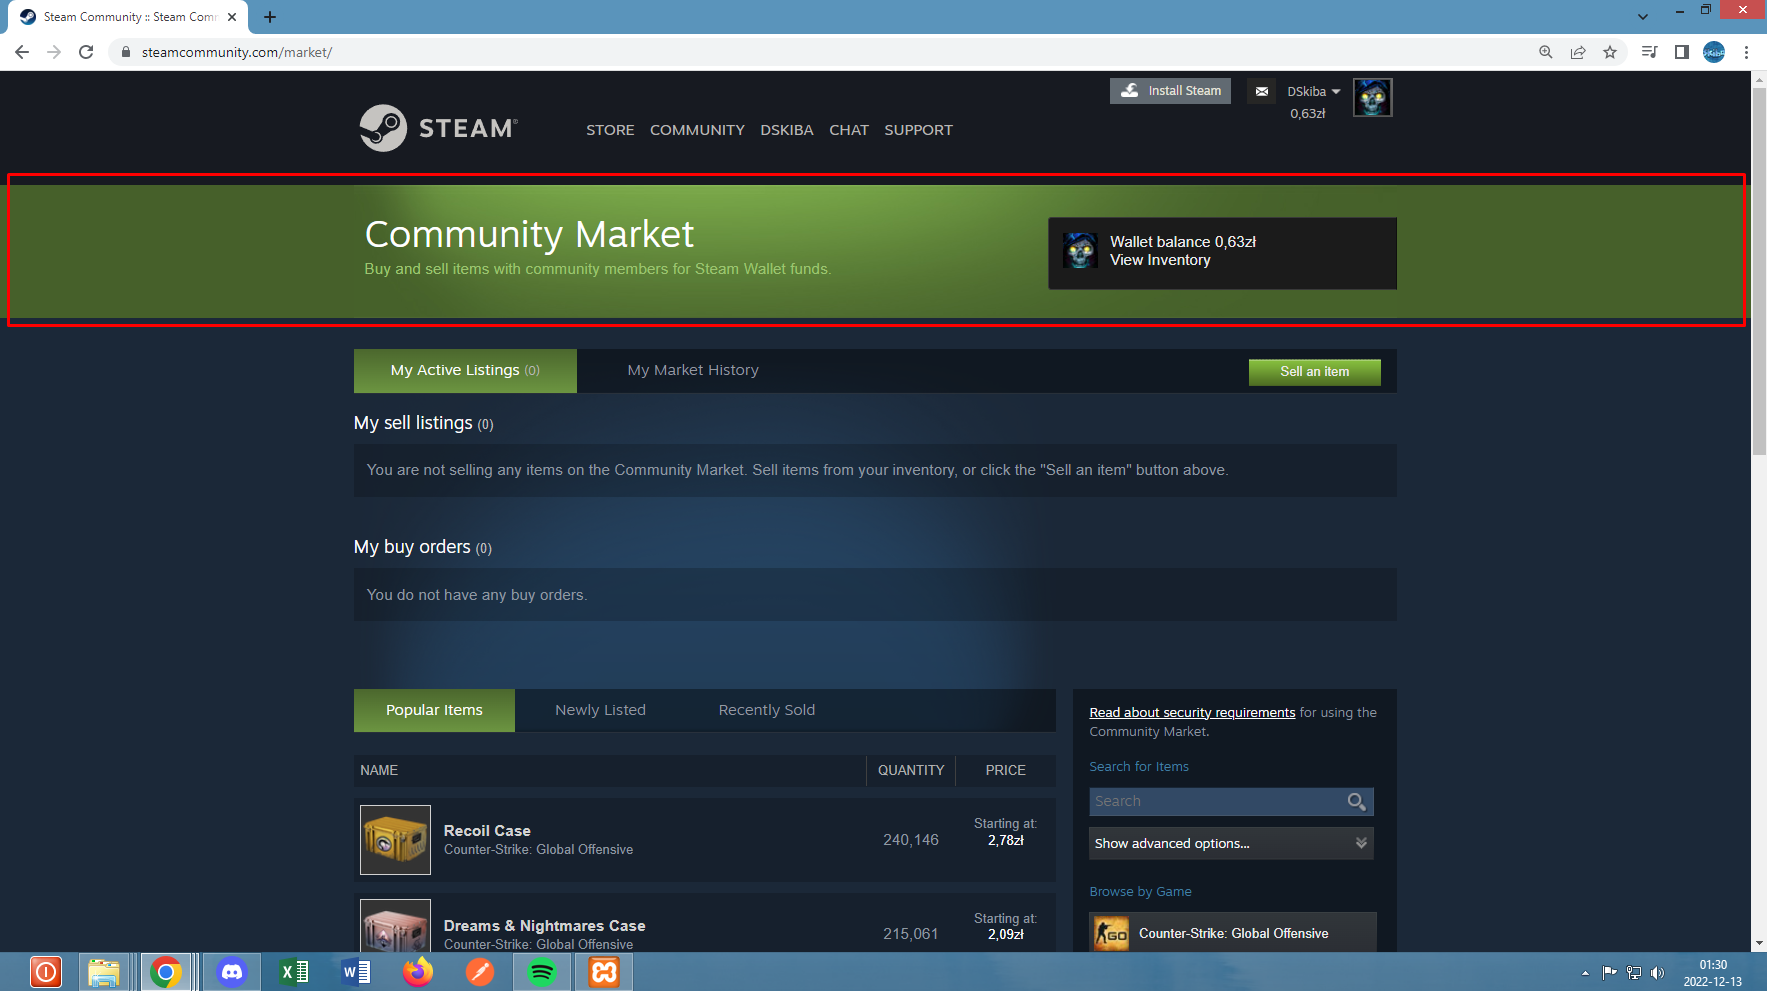 Steam Community :: Steam Com
steamcommunity.com/market/
Install Steam
DSkiba
0,63zł
STEAM®
STORE COMMUNITY DSKIBA CHAT SUPPORT
Community Market
Buy and sell items with community members for Steam Wallet funds.
Wallet balance 0,63zł
View Inventory
My Active Listings (0)
My Market History
Sell an item
My sell listings (0)
You are not selling any items on the Community Market. Sell items from your inventory, or click the "Sell an item" button above.
My buy orders (0)
You do not have any buy orders.
Popular Items
Newly Listed
Recently Sold
NAME QUANTITY PRICE
Recoil Case
Counter-Strike: Global Offensive
240,146
Starting at:
2,78zł
Dreams & Nightmares Case
Counter-Strike: Global Offensive
215,061
Starting at:
2,09zł
Read about security requirements for using the
Community Market.
Search for Items
Search
Show advanced options...
Browse by Game
GO
Counter-Strike: Global Offensive
01:30
2022-12-13